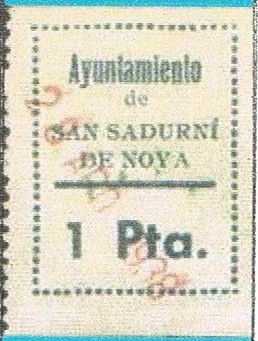 Ayuntamiento
de
SAN SADURNÍ
DE NOYA
1 Pta.